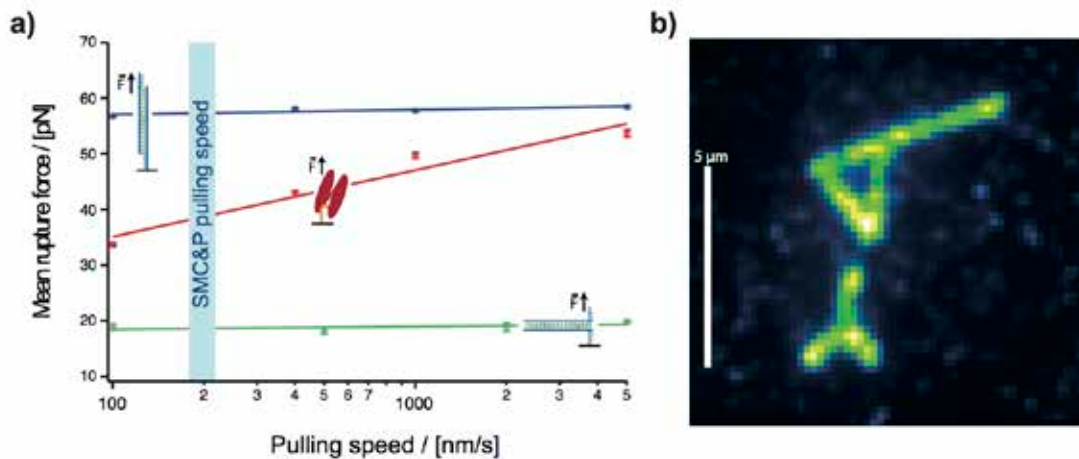 a)
b)
Mean rupture force / [pN]
70
60
50
40
30
20
10
F
F
F
SMC&P pulling speed
100
2
3
4
5
6
7
1000
2
3
4
5
Pulling speed / [nm/s]
5 µm